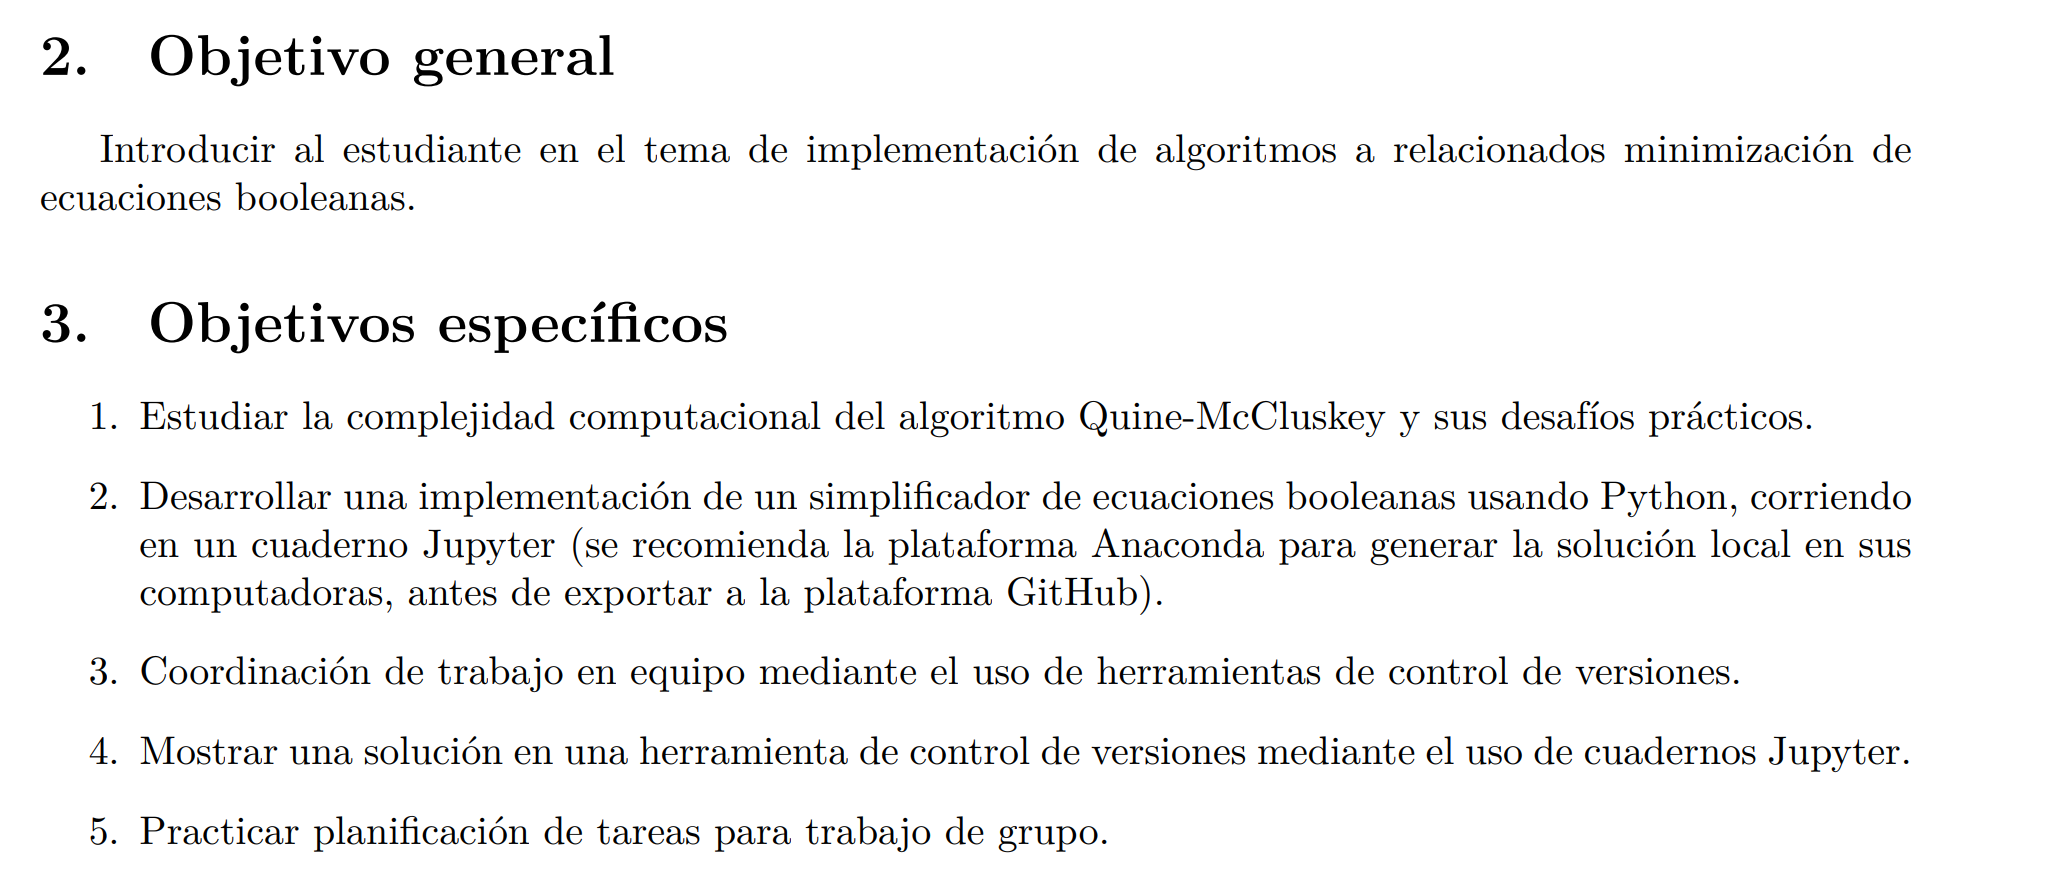 2. Objetivo general
Introducir al estudiante en el tema de implementación de algoritmos a relacionados minimización de
ecuaciones booleanas.
3. Objetivos específicos
1. Estudiar la complejidad computacional del algoritmo Quine-McCluskey y sus desafíos prácticos.
2. Desarrollar una implementación de un simplificador de ecuaciones booleanas usando Python, corriendo
en un cuaderno Jupyter (se recomienda la plataforma Anaconda para generar la solución local en sus
computadoras, antes de exportar a la plataforma GitHub).
3. Coordinación de trabajo en equipo mediante el uso de herramientas de control de versiones.
4. Mostrar una solución en una herramienta de control de versiones mediante el uso de cuadernos Jupyter.
5. Practicar planificación de tareas para trabajo de grupo.